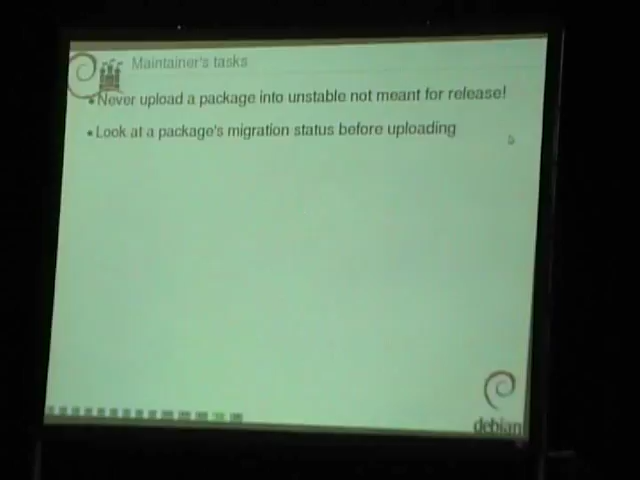 Maintainer's tasks
•Never upload a package into unstable not meant for release!
•Look at a package's migration status before uploading
debian